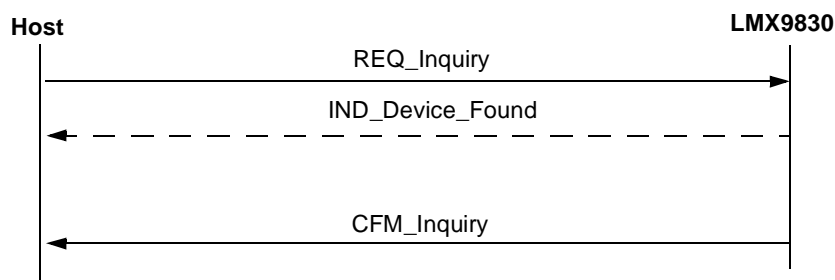 Host
LMX9830
REQ_Inquiry
IND_Device_Found
CFM_Inquiry